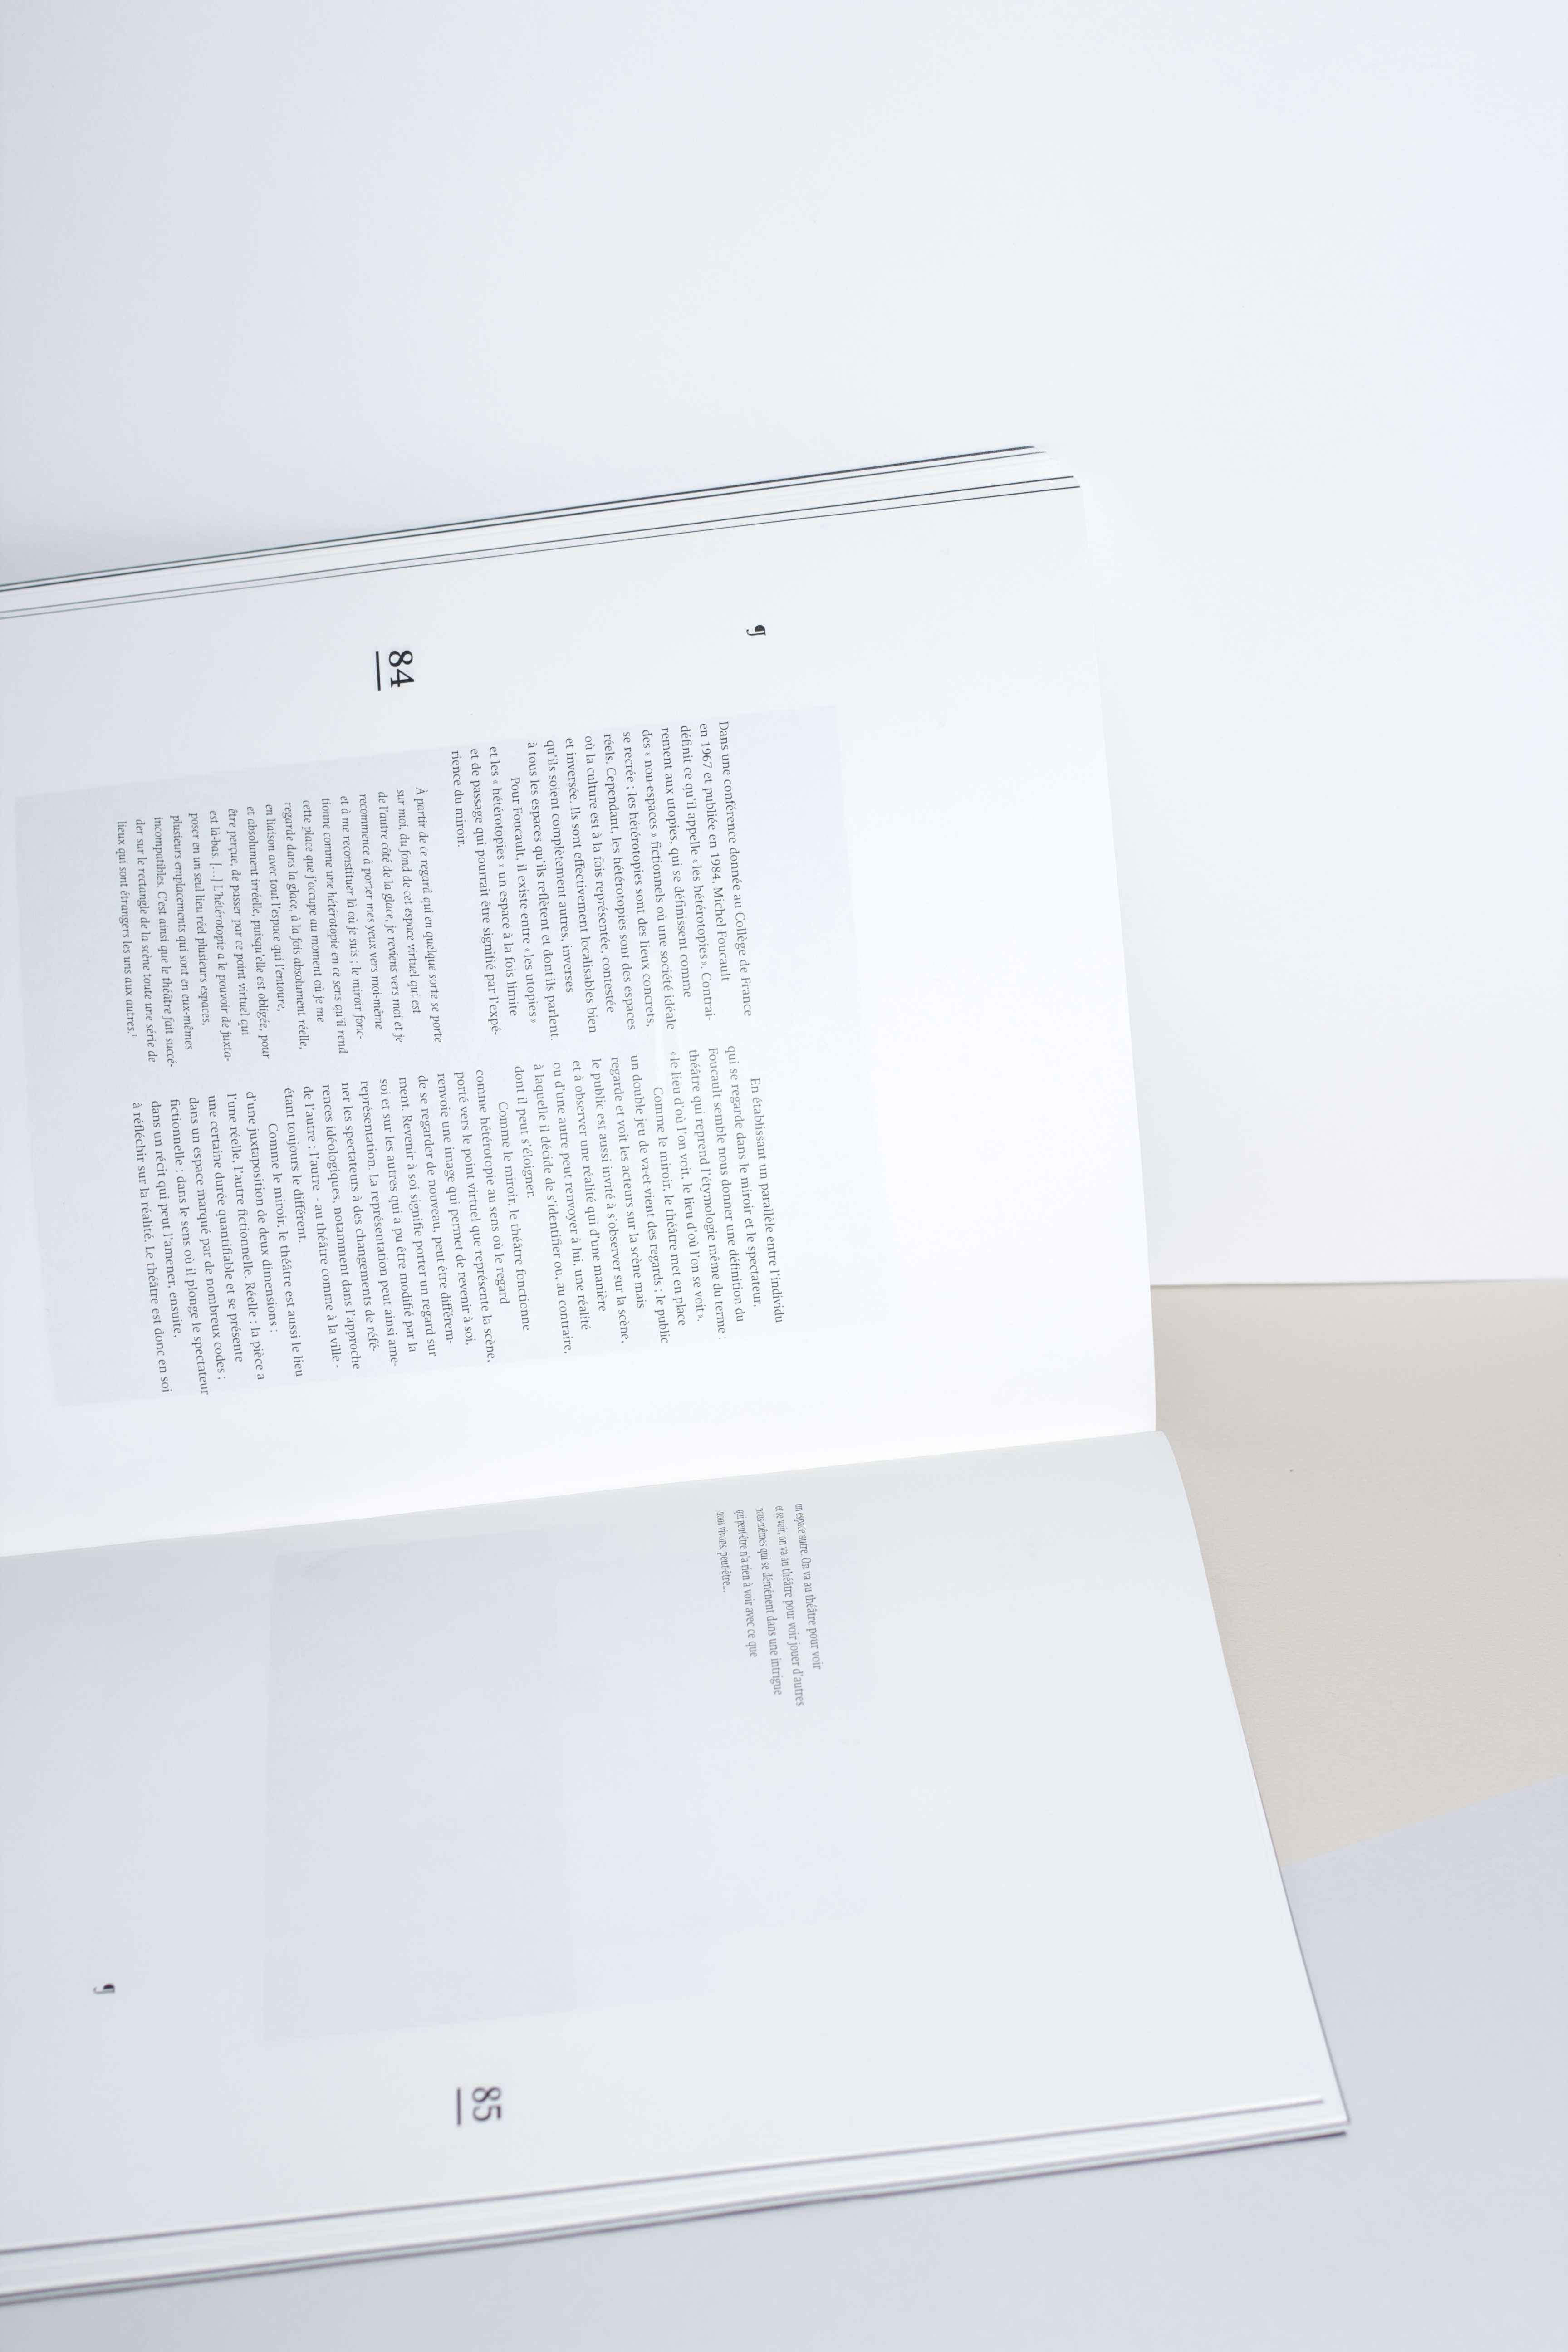 ¶
84
Dans une conférence donnée au Collège de France
en 1967 et publiée en 1984, Michel Foucault
définit ce qu'il appelle « les hétérotopies ». Contrai-
rement aux utopies, qui se définissent comme
des « non-espaces » fictionnels où une société idéale
se recrée ; les hétérotopies sont des lieux concrets,
réels. Cependant, les hétérotopies sont des espaces
où la culture est à la fois représentée, contestée
et inversée. Ils sont effectivement localisables bien
qu'ils soient complètement autres, inverses
à tous les espaces qu'ils reflètent et dont ils parlent.
Pour Foucault, il existe entre « les utopies »
et les « hétérotopies » un espace à la fois limite
et de passage qui pourrait être signifié par l'expé-
rience du miroir.
À partir de ce regard qui en quelque sorte se porte
sur moi, du fond de cet espace virtuel qui est
de l'autre côté de la glace, je reviens vers moi et je
recommence à porter mes yeux vers moi-même
et à me reconstituer là où je suis ; le miroir fonc-
tionne comme une hétérotopie en ce sens qu'il rend
cette place que j'occupe au moment où je me
regarde dans la glace, à la fois absolument réelle,
en liaison avec tout l'espace qui l'entoure,
et absolument irréelle, puisqu'elle est obligée, pour
être perçue, de passer par ce point virtuel qui
est là-bas. […] L'hétérotopie a le pouvoir de juxta-
poser en un seul lieu réel plusieurs espaces,
plusieurs emplacements qui sont en eux-mêmes
incompatibles. C'est ainsi que le théâtre fait succé-
der sur le rectangle de la scène toute une série de
lieux qui sont étrangers les uns aux autres.
En établissant un parallèle entre l'individu
qui se regarde dans le miroir et le spectateur,
Foucault semble nous donner une définition du
théâtre qui reprend l'étymologie même du terme :
« le lieu d'où l'on voit, le lieu d'où l'on se voit ».
Comme le miroir, le théâtre met en place
un double jeu de va-et-vient des regards ; le public
regarde et voit les acteurs sur la scène mais
le public est aussi invité à s'observer sur la scène,
et à observer une réalité qui d'une manière
ou d'une autre peut renvoyer à lui, une réalité
à laquelle il décide de s'identifier ou, au contraire,
dont il peut s'éloigner.
Comme le miroir, le théâtre fonctionne
comme hétérotopie au sens où le regard
porté vers le point virtuel que représente la scène,
renvoie une image qui permet de revenir à soi,
de se regarder de nouveau, peut-être différem-
ment. Revenir à soi signifie porter un regard sur
soi et sur les autres qui a pu être modifié par la
représentation. La représentation peut ainsi ame-
ner les spectateurs à des changements de réfé-
rences idéologiques, notamment dans l'approche
de l'autre ; l'autre - au théâtre comme à la ville -
étant toujours le différent.
Comme le miroir, le théâtre est aussi le lieu
d'une juxtaposition de deux dimensions :
l'une réelle, l'autre fictionnelle. Réelle : la pièce a
une certaine durée quantifiable et se présente
dans un espace marqué par de nombreux codes ;
fictionnelle : dans le sens où il plonge le spectateur
dans un récit qui peut l'amener, ensuite,
à réfléchir sur la réalité. Le théâtre est donc en soi
un espace autre. On va au théâtre pour voir
et se voir, on va au théâtre pour voir jouer d'autres
nous-mêmes qui se démènent dans une intrigue
qui peut-être n'a rien à voir avec ce que
nous vivons, peut-être...
¶
85